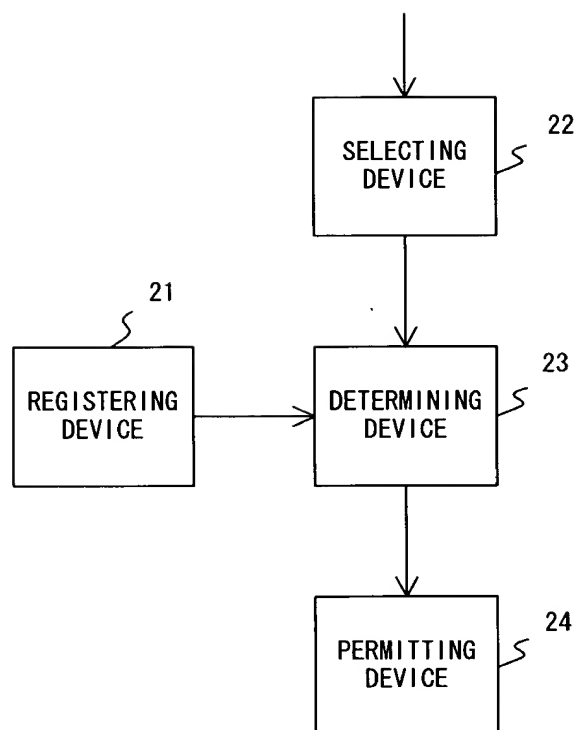 22
SELECTING
DEVICE
21
REGISTERING
DEVICE
23
DETERMINING
DEVICE
24
PERMITTING
DEVICE